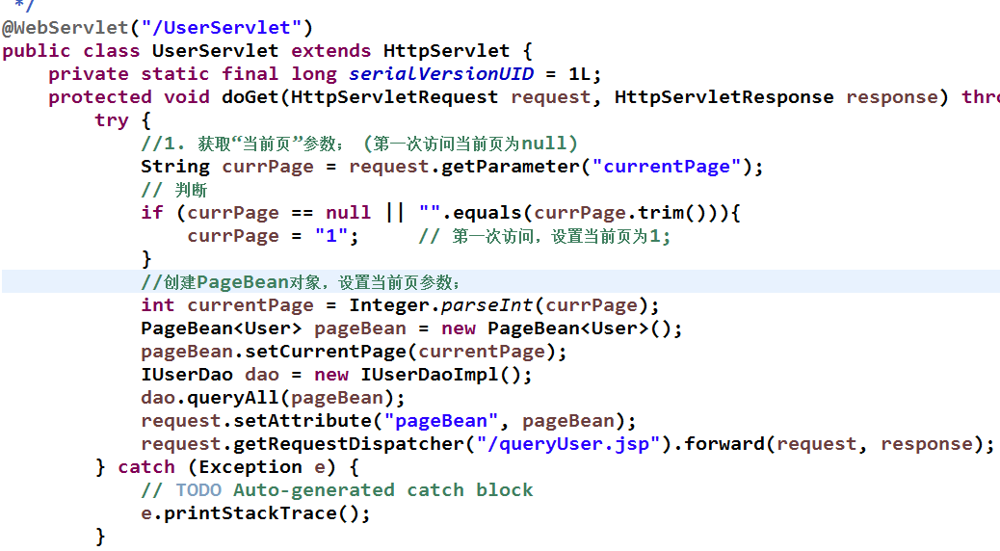 */
@WebServlet("/UserServlet")
public class UserServlet extends HttpServlet {
    private static final long serialVersionUID = 1L;
    protected void doGet(HttpServletRequest request, HttpServletResponse response)
        try {
            //1. 获取“当前页”参数; (第一次访问当前页为null)
            String currPage = request.getParameter("currentPage");
            // 判断
            if (currPage == null || "".equals(currPage.trim())){
                currPage = "1";     // 第一次访问，设置当前页为1;
            }
            //创建PageBean对象，设置当前页参数;
            int currentPage = Integer.parseInt(currPage);
            PageBean<User> pageBean = new PageBean<User>();
            pageBean.setCurrentPage(currentPage);
            IUserDao dao = new IUserDaoImpl();
            dao.queryAll(pageBean);
            request.setAttribute("pageBean", pageBean);
            request.getRequestDispatcher("/queryUser.jsp").forward(request, response);
        } catch (Exception e) {
            // TODO Auto-generated catch block
            e.printStackTrace();
        }